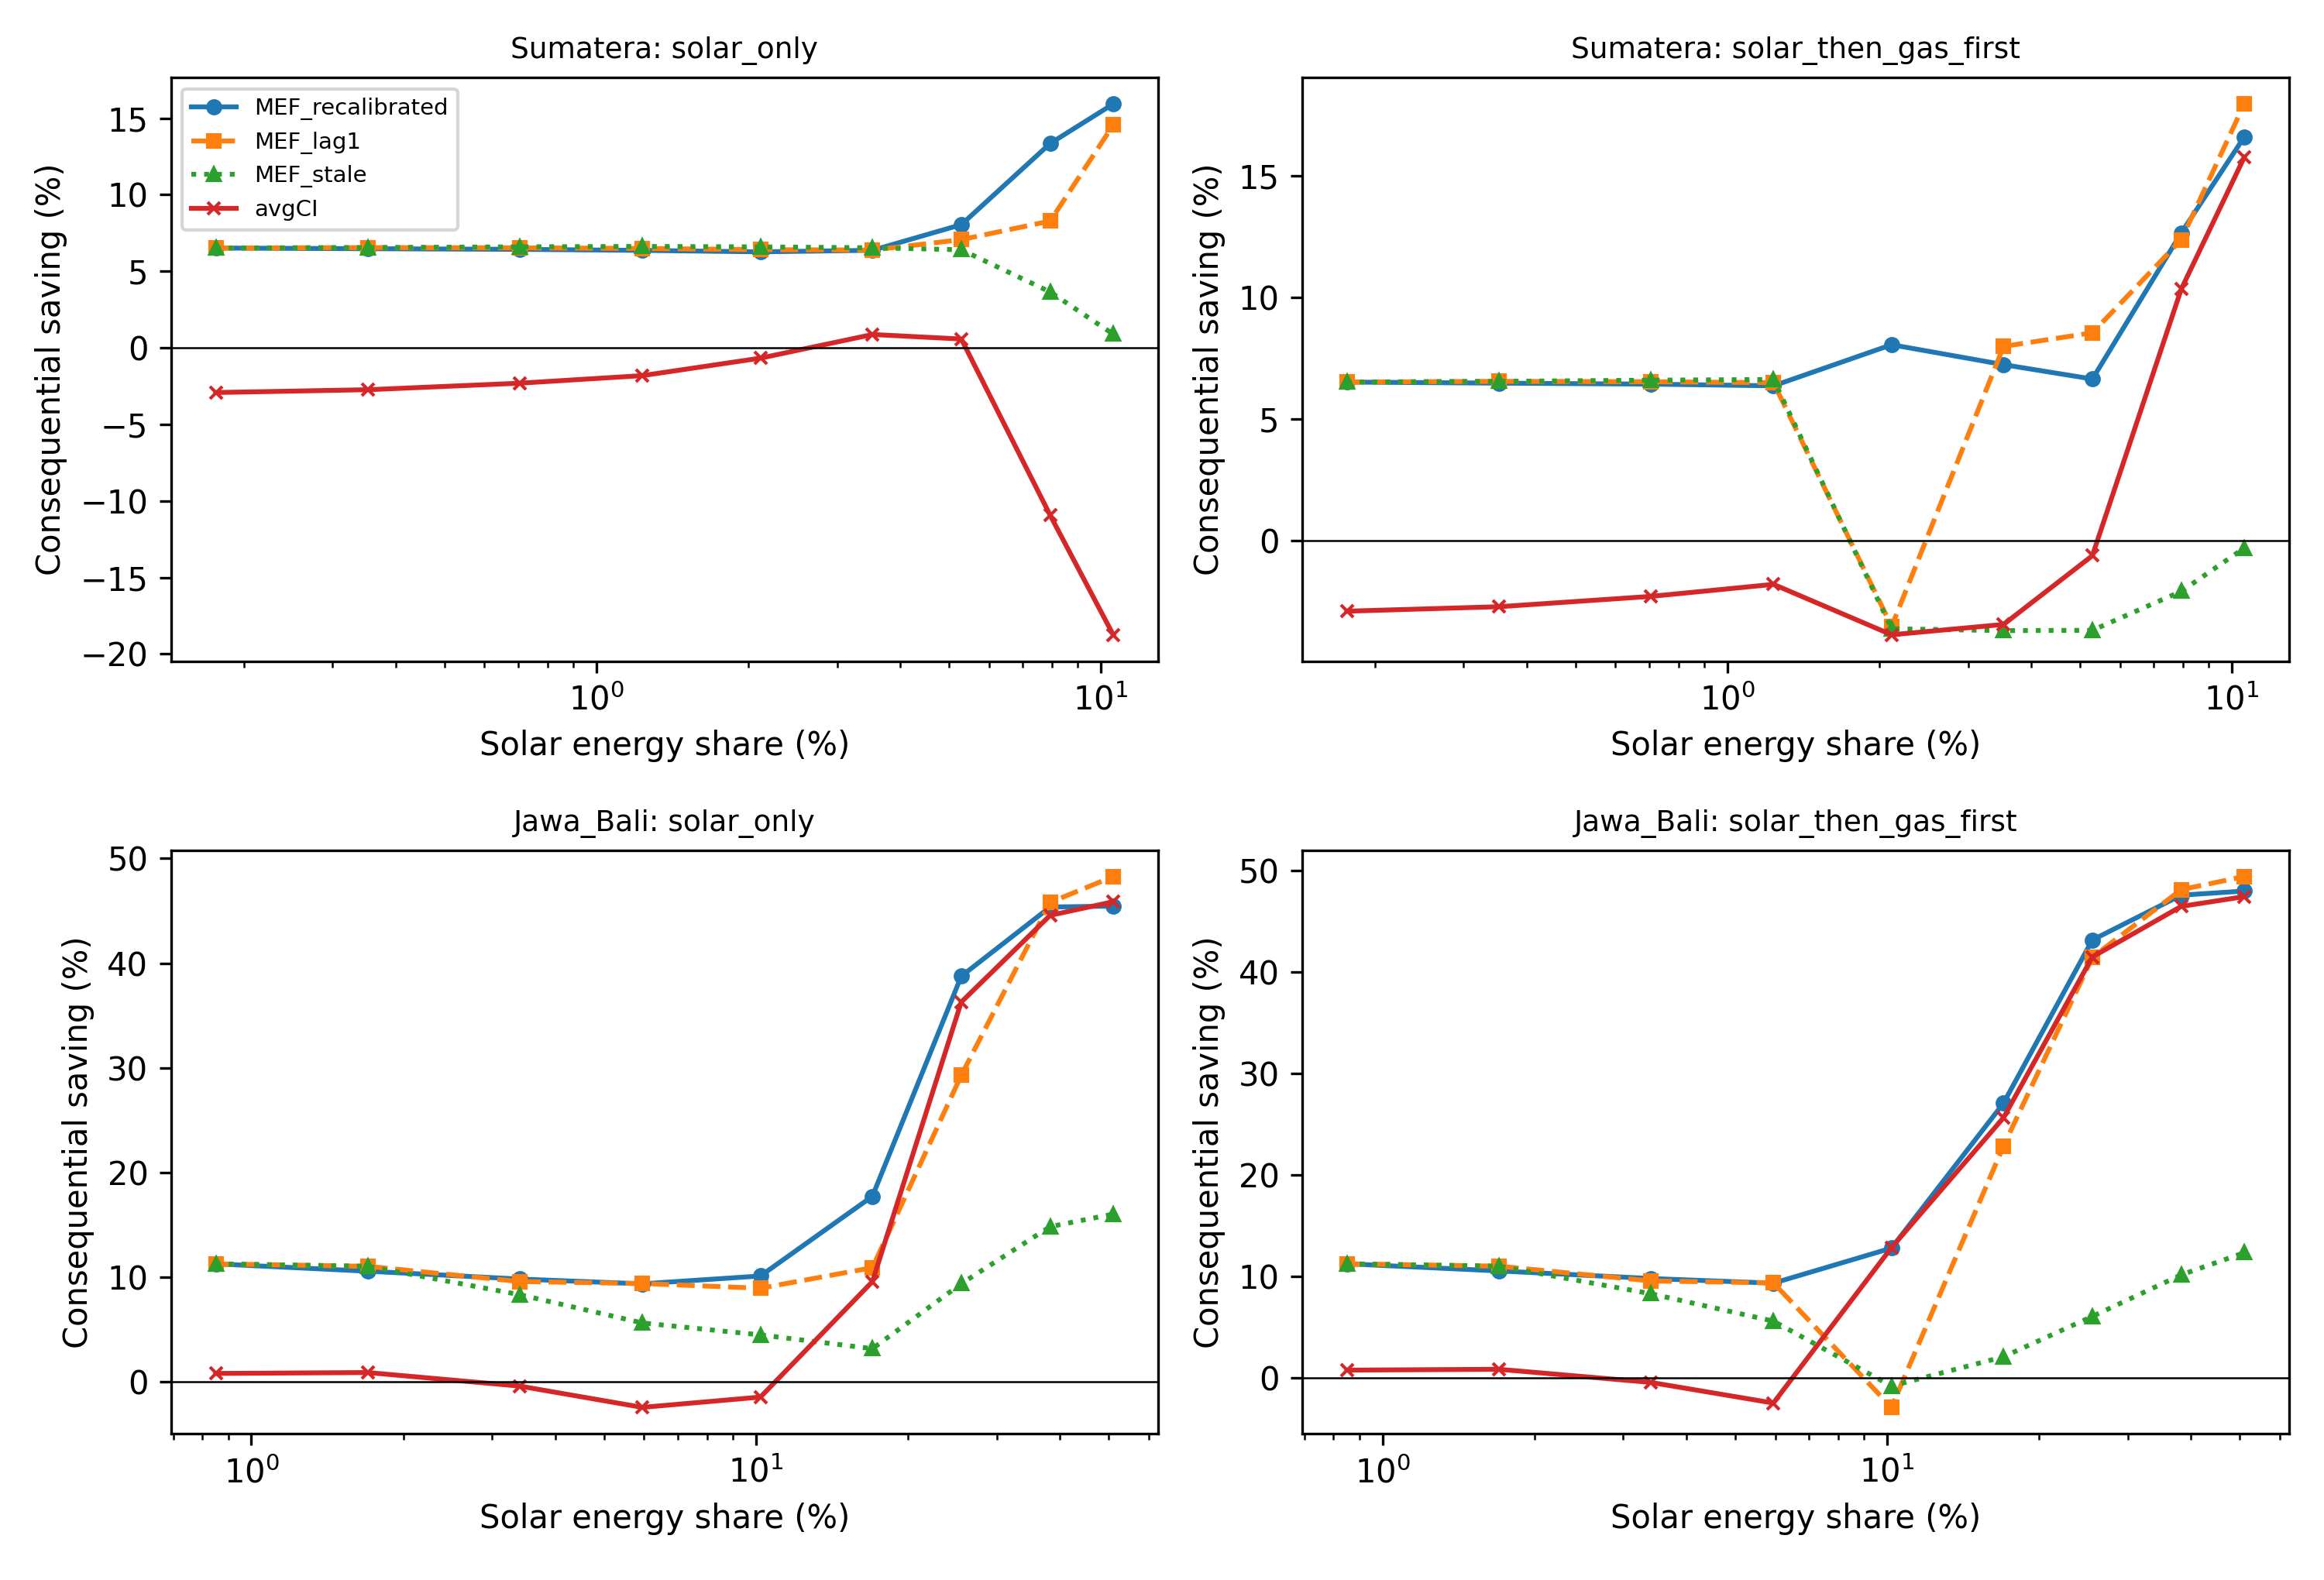 Sumatera: solar_only
Consequential saving (%)
15
10
5
0
−5
−10
−15
−20
MEF_recalibrated
MEF_lag1
MEF_stale
avgCI
10⁰
10¹
Solar energy share (%)
Sumatera: solar_then_gas_first
Consequential saving (%)
15
10
5
0
10⁰
10¹
Solar energy share (%)
Jawa_Bali: solar_only
Consequential saving (%)
50
40
30
20
10
0
10⁰
10¹
Solar energy share (%)
Jawa_Bali: solar_then_gas_first
Consequential saving (%)
50
40
30
20
10
0
10⁰
10¹
Solar energy share (%)